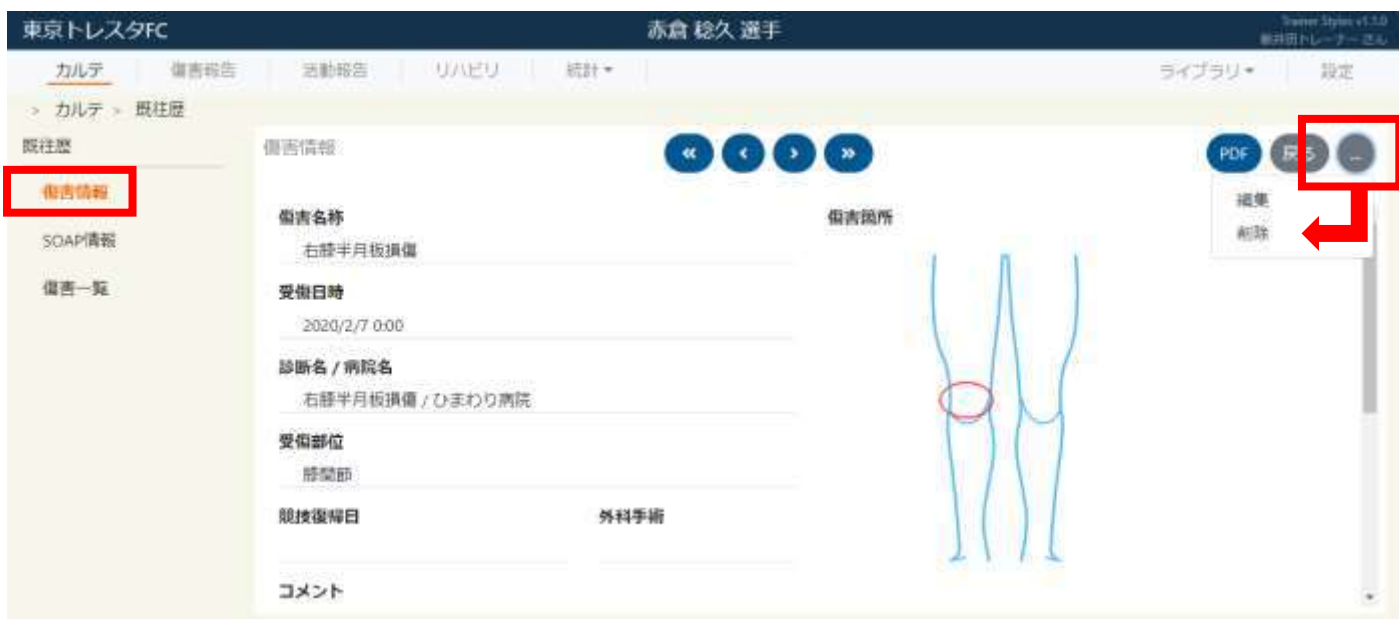 東京トレスタFC
赤倉 稔久 選手
Trainer Styles v1.1.0
新井田トレーナー さん
カルテ 傷害報告 活動報告 リハビリ 統計 ライブラリ 設定
> カルテ > 既往歴
既往歴
傷害情報
SOAP情報
傷害一覧
傷害情報
« ‹ › »
PDF 戻る ...
編集
削除
傷害名称
右膝半月板損傷
受傷日時
2020/2/7 0:00
診断名 / 病院名
右膝半月板損傷 / ひまわり病院
受傷部位
膝関節
競技復帰日 外科手術
コメント
傷害箇所